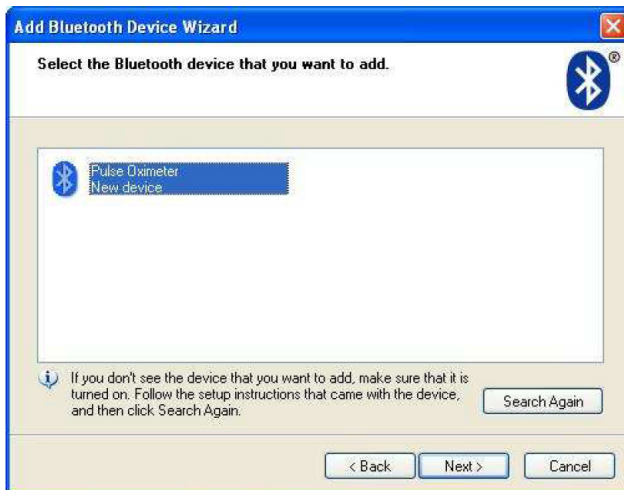 Add Bluetooth Device Wizard
Select the Bluetooth device that you want to add.
®
Pulse Oximeter
New device
If you don't see the device that you want to add, make sure that it is
turned on. Follow the setup instructions that came with the device,
and then click Search Again.
Search Again
< Back Next > Cancel